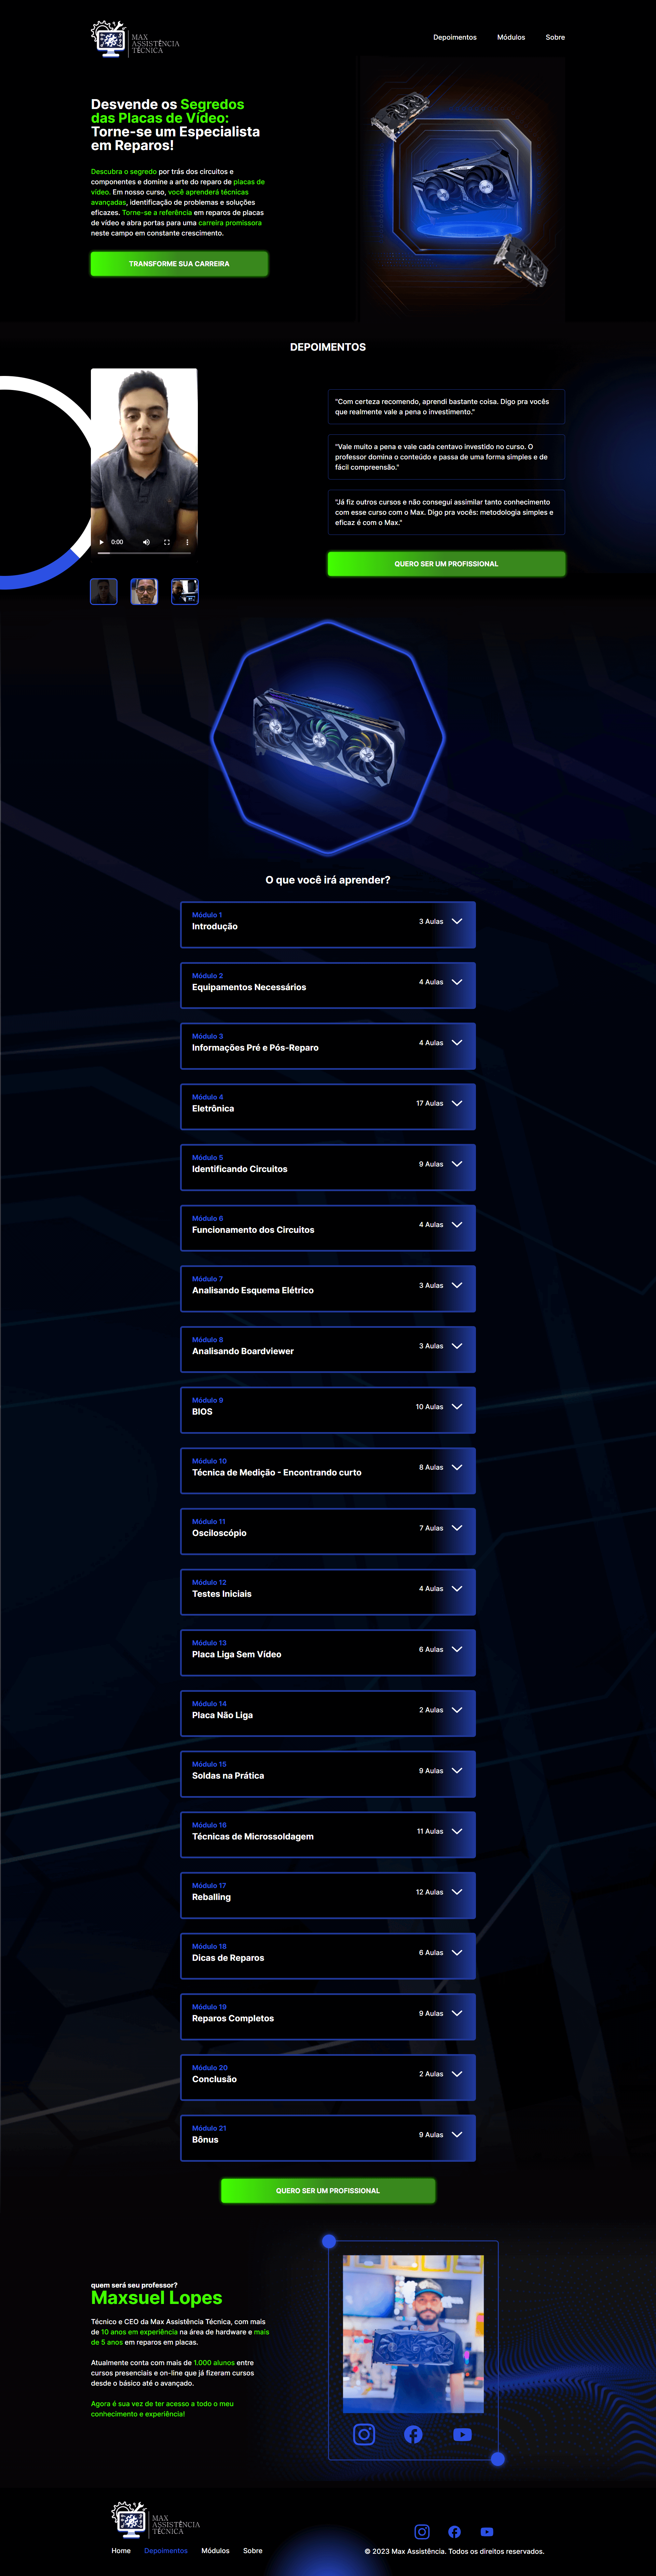 MAX
ASSISTÊNCIA
TÉCNICA
Depoimentos Módulos Sobre
Desvende os Segredos
das Placas de Vídeo:
Torne-se um Especialista
em Reparos!
Descubra o segredo por trás dos circuitos e
componentes e domine a arte do reparo de placas de
vídeo. Em nosso curso, você aprenderá técnicas
avançadas, identificação de problemas e soluções
eficazes. Torne-se a referência em reparos de placas
de vídeo e abra portas para uma carreira promissora
neste campo em constante crescimento.
TRANSFORME SUA CARREIRA
DEPOIMENTOS
0:00
"Com certeza recomendo, aprendi bastante coisa. Digo pra vocês
que realmente vale a pena o investimento."
"Vale muito a pena e vale cada centavo investido no curso. O
professor domina o conteúdo e passa de uma forma simples e de
fácil compreensão."
"Já fiz outros cursos e não consegui assimilar tanto conhecimento
com esse curso com o Max. Digo pra vocês: metodologia simples e
eficaz é com o Max."
QUERO SER UM PROFISSIONAL
O que você irá aprender?
Módulo 1
Introdução
3 Aulas
Módulo 2
Equipamentos Necessários
4 Aulas
Módulo 3
Informações Pré e Pós-Reparo
4 Aulas
Módulo 4
Eletrônica
17 Aulas
Módulo 5
Identificando Circuitos
9 Aulas
Módulo 6
Funcionamento dos Circuitos
4 Aulas
Módulo 7
Analisando Esquema Elétrico
3 Aulas
Módulo 8
Analisando Boardviewer
3 Aulas
Módulo 9
BIOS
10 Aulas
Módulo 10
Técnica de Medição - Encontrando curto
8 Aulas
Módulo 11
Osciloscópio
7 Aulas
Módulo 12
Testes Iniciais
4 Aulas
Módulo 13
Placa Liga Sem Vídeo
6 Aulas
Módulo 14
Placa Não Liga
2 Aulas
Módulo 15
Soldas na Prática
9 Aulas
Módulo 16
Técnicas de Microssoldagem
11 Aulas
Módulo 17
Reballing
12 Aulas
Módulo 18
Dicas de Reparos
6 Aulas
Módulo 19
Reparos Completos
9 Aulas
Módulo 20
Conclusão
2 Aulas
Módulo 21
Bônus
9 Aulas
QUERO SER UM PROFISSIONAL
quem será seu professor?
Maxsuel Lopes
Técnico e CEO da Max Assistência Técnica, com mais
de 10 anos em experiência na área de hardware e mais
de 5 anos em reparos em placas.
Atualmente conta com mais de 1.000 alunos entre
cursos presenciais e on-line que já fizeram cursos
desde o básico até o avançado.
Agora é sua vez de ter acesso a todo o meu
conhecimento e experiência!
MAX
ASSISTÊNCIA
TÉCNICA
Home Depoimentos Módulos Sobre
© 2023 Max Assistência. Todos os direitos reservados.